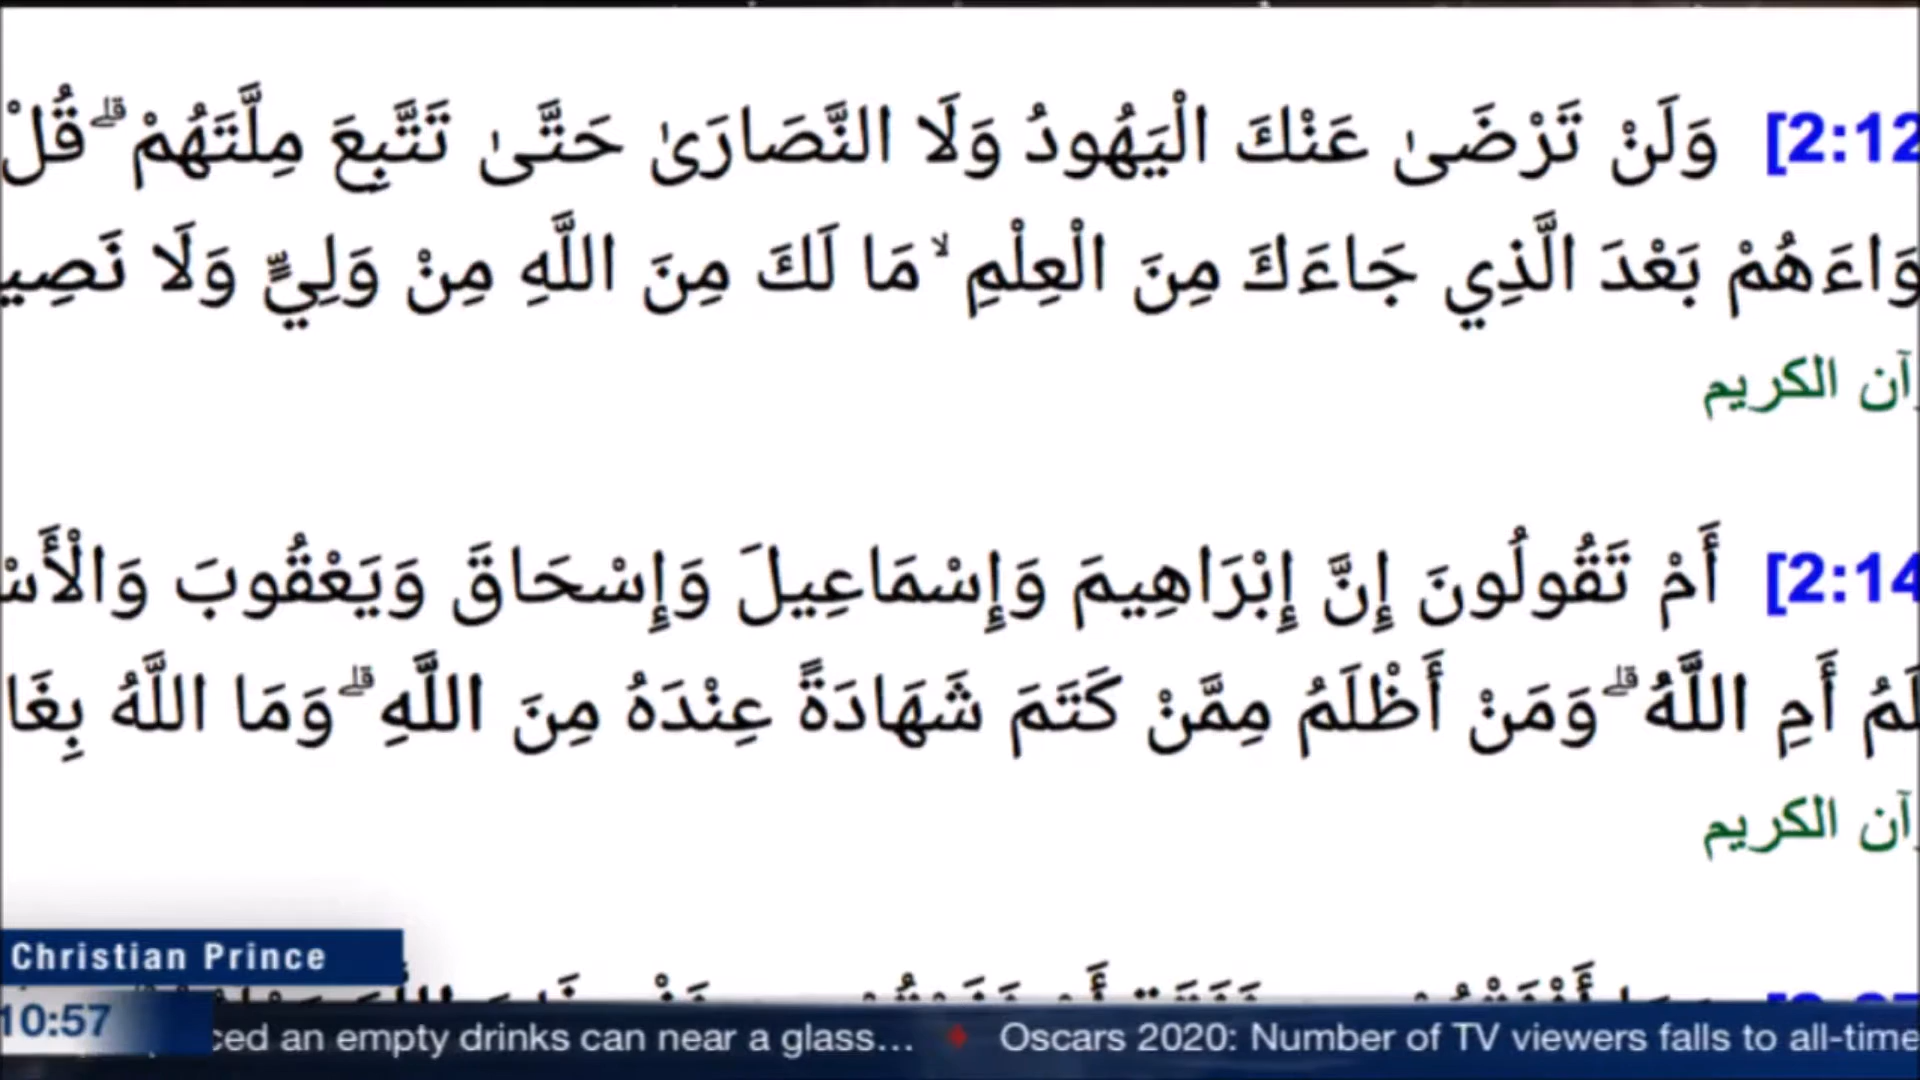 [2:12 وَلَنْ تَرْضَىٰ عَنْكَ الْيَهُودُ وَلَا النَّصَارَىٰ حَتَّىٰ تَتَّبِعَ مِلَّتَهُمْ ۗ قُلْ
وَاءَهُمْ بَعْدَ الَّذِي جَاءَكَ مِنَ الْعِلْمِ ۙ مَا لَكَ مِنَ اللَّهِ مِنْ وَلِيٍّ وَلَا نَصِي
آن الكريم
[2:14 أَمْ تَقُولُونَ إِنَّ إِبْرَاهِيمَ وَإِسْمَاعِيلَ وَإِسْحَاقَ وَيَعْقُوبَ وَالْأَسْ
لَمُ أَمِ اللَّهُ ۗ وَمَنْ أَظْلَمُ مِمَّنْ كَتَمَ شَهَادَةً عِنْدَهُ مِنَ اللَّهِ ۗ وَمَا اللَّهُ بِغَا
آن الكريم
Christian Prince
10:57 ced an empty drinks can near a glass... ♦ Oscars 2020: Number of TV viewers falls to all-time